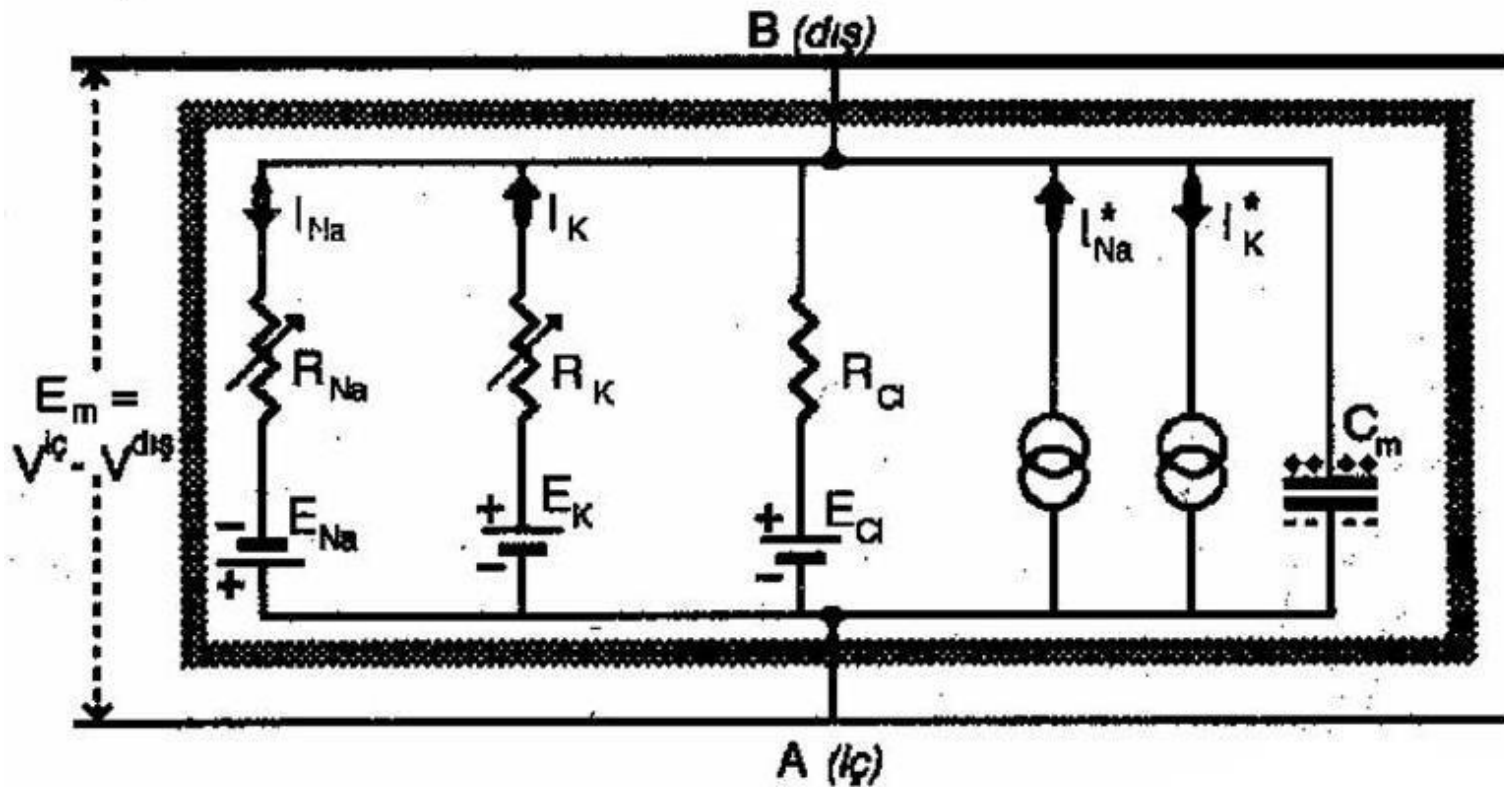 B (dış)
I_Na
I_K
I*_Na
I*_K
R_Na
R_K
R_Cl
C_m
E_m =
V^iç - V^dış
E_Na
E_K
E_Cl
-
+
+
-
+
-
A (iç)